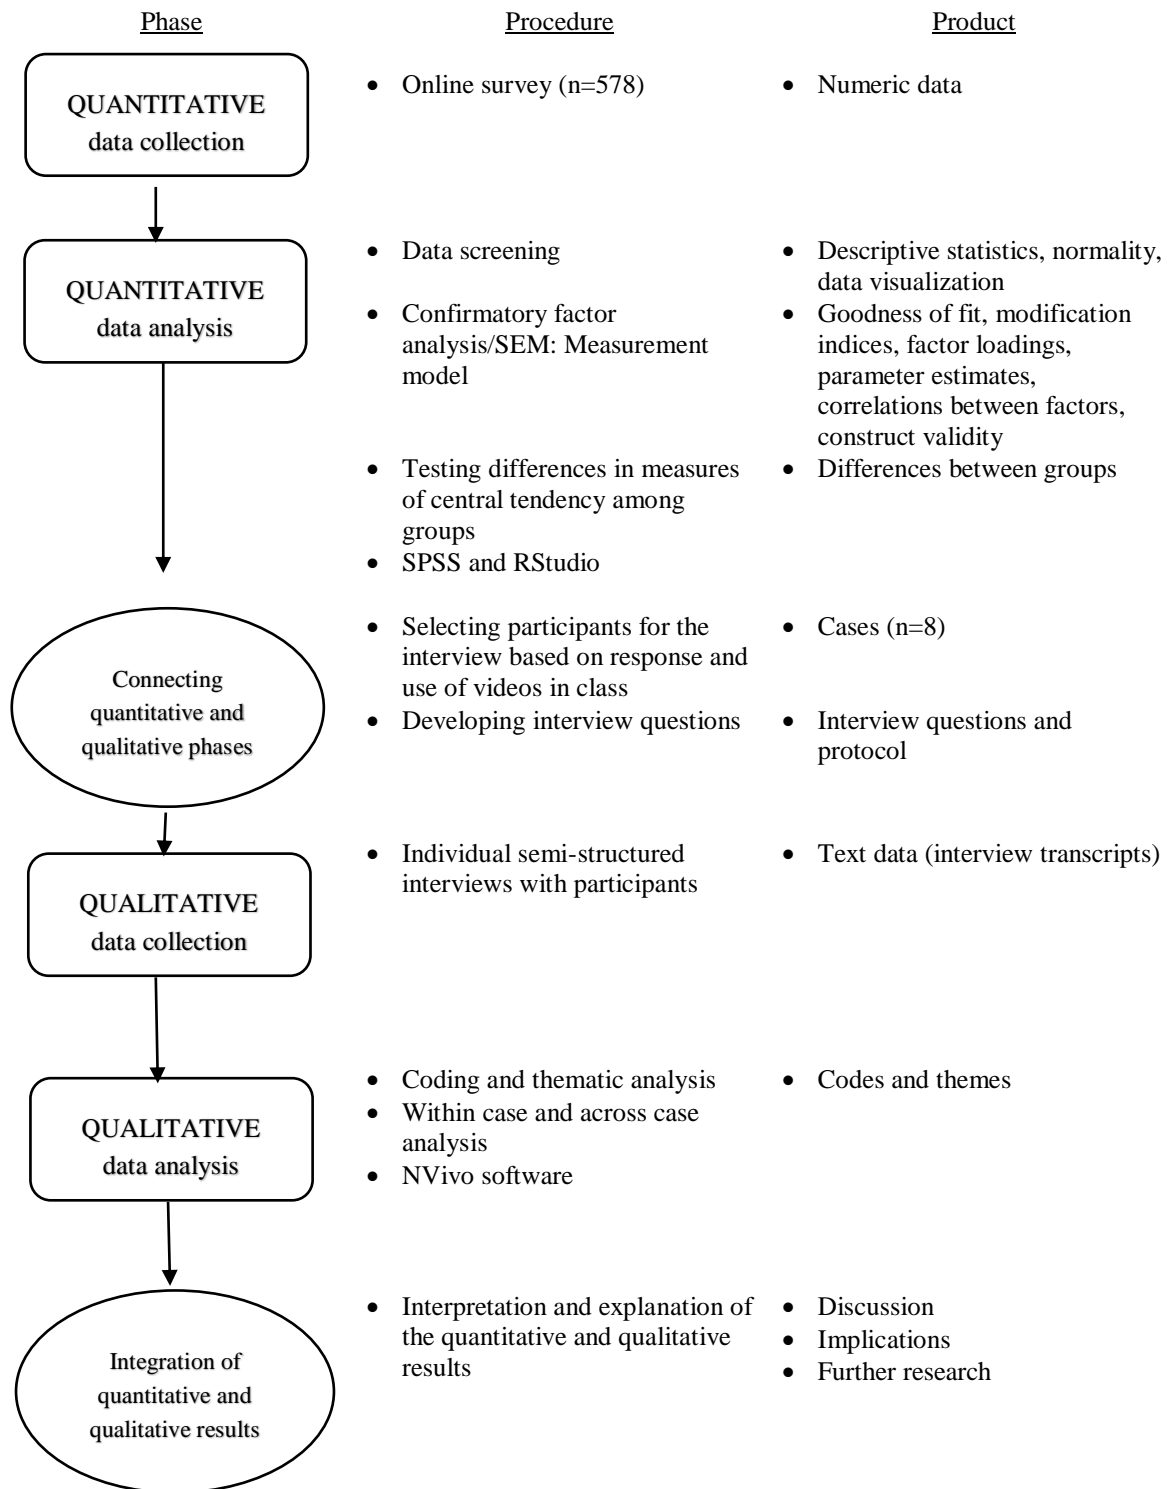 Phase
Procedure
Product
QUANTITATIVE
data collection
• Online survey (n=578)
• Numeric data
QUANTITATIVE
data analysis
• Data screening
• Confirmatory factor
analysis/SEM: Measurement
model
• Testing differences in measures
of central tendency among
groups
• SPSS and RStudio
• Descriptive statistics, normality,
data visualization
• Goodness of fit, modification
indices, factor loadings,
parameter estimates,
correlations between factors,
construct validity
• Differences between groups
Connecting
quantitative and
qualitative phases
• Selecting participants for the
interview based on response and
use of videos in class
• Developing interview questions
• Cases (n=8)
• Interview questions and
protocol
QUALITATIVE
data collection
• Individual semi-structured
interviews with participants
• Text data (interview transcripts)
QUALITATIVE
data analysis
• Coding and thematic analysis
• Within case and across case
analysis
• NVivo software
• Codes and themes
Integration of
quantitative and
qualitative results
• Interpretation and explanation of
the quantitative and qualitative
results
• Discussion
• Implications
• Further research